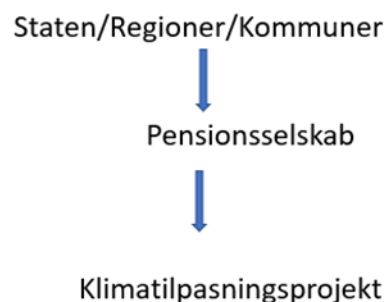 Staten/Regioner/Kommuner
Pensionsselskab
Klimatilpasningsprojekt